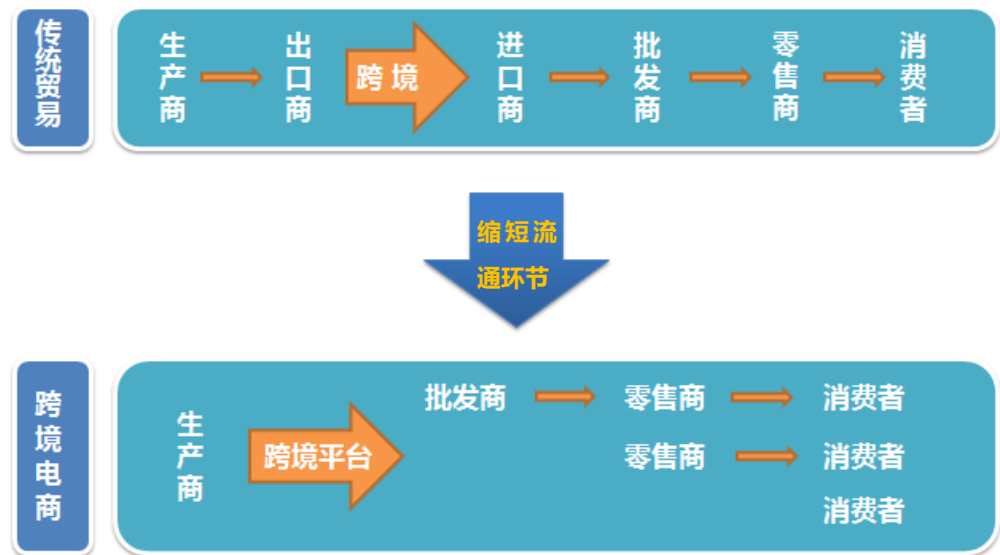 传统贸易
生产商
出口商
跨境
进口商
批发商
零售商
消费者
缩短流
通环节
跨境电商
生产商
跨境平台
批发商
零售商
消费者
零售商
消费者
消费者